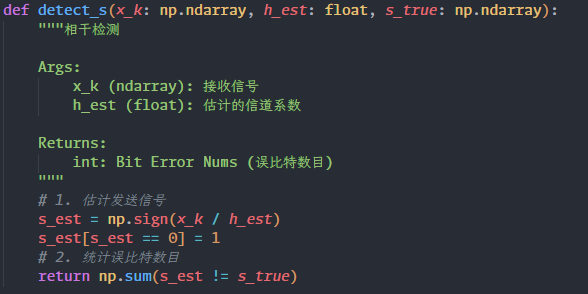 def detect_s(x_k: np.ndarray, h_est: float, s_true: np.ndarray):
"""相干检测
Args:
x_k (ndarray): 接收信号
h_est (float): 估计的信道系数
Returns:
int: Bit Error Nums (误比特数目)
"""
# 1. 估计发送信号
s_est = np.sign(x_k / h_est)
s_est[s_est == 0] = 1
# 2. 统计误比特数目
return np.sum(s_est != s_true)